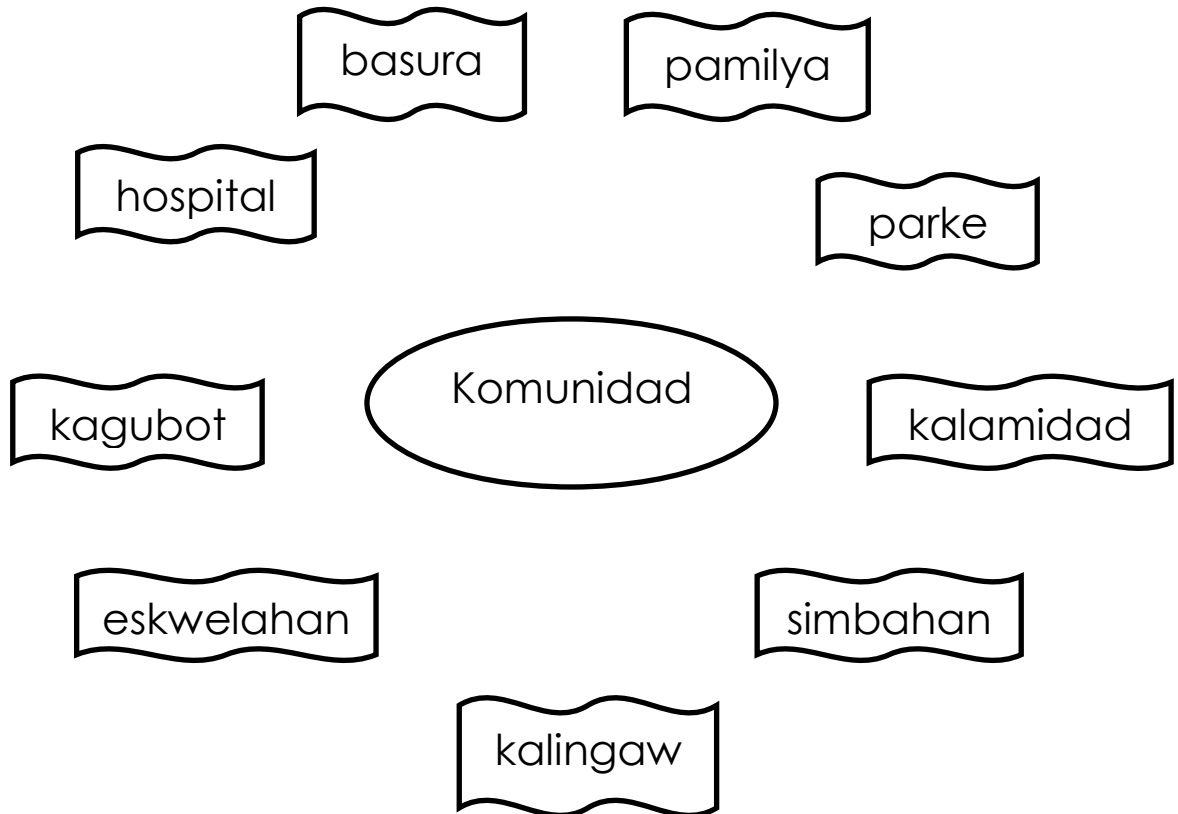 basura
pamilya
hospital
parke
Komunidad
kagubot
kalamidad
eskwelahan
simbahan
kalingaw